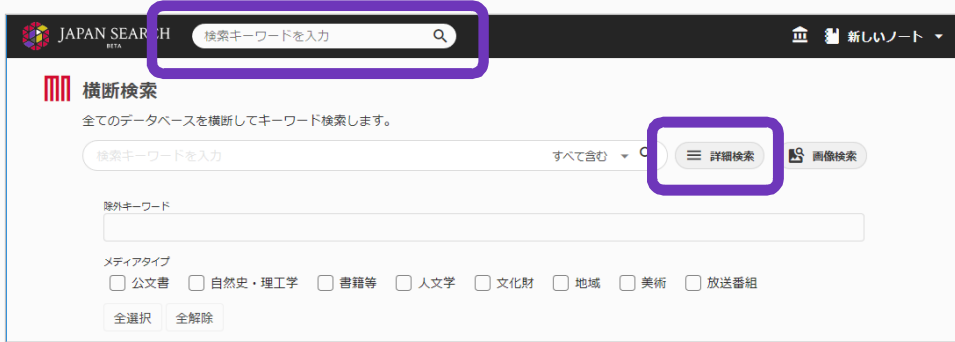 JAPAN SEARCH
BETA
検索キーワードを入力
新しいノート
横断検索
全てのデータベースを横断してキーワード検索します。
検索キーワードを入力 すべて含む 詳細検索 画像検索
除外キーワード
メディアタイプ
公文書 自然史・理工学 書籍等 人文学 文化財 地域 美術 放送番組
全選択 全解除